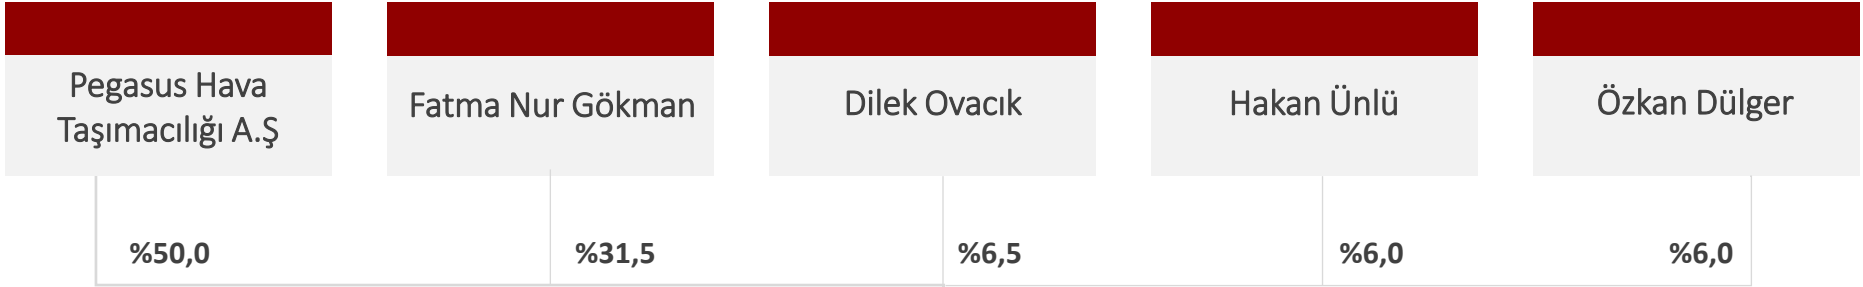 Pegasus Hava
Taşımacılığı A.Ş
Fatma Nur Gökman
Dilek Ovacık
Hakan Ünlü
Özkan Dülger
%50,0
%31,5
%6,5
%6,0
%6,0